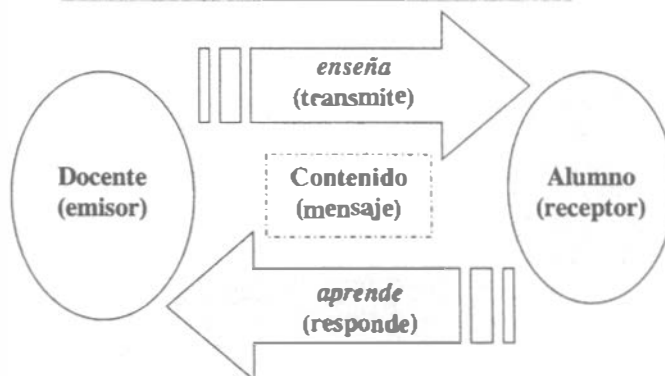 enseña
(transmite)
Docente
(emisor)
Contenido
(mensaje)
Alumno
(receptor)
aprende
(responde)